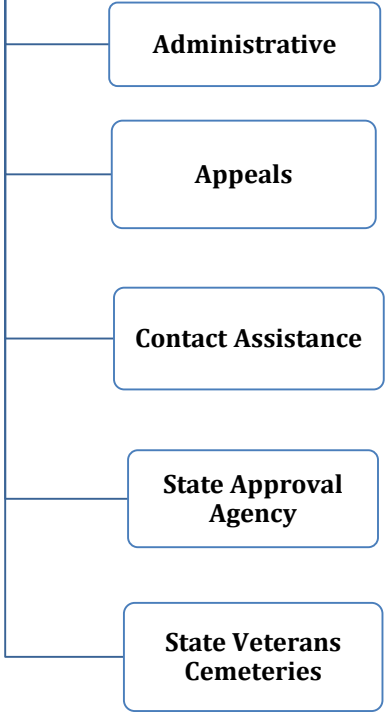 Administrative
Appeals
Contact Assistance
State Approval
Agency
State Veterans
Cemeteries